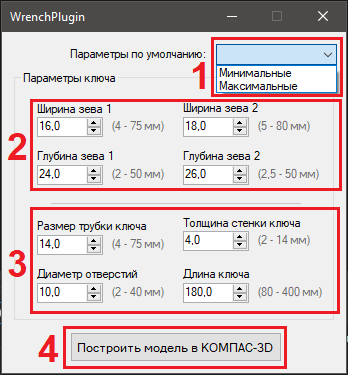 WrenchPlugin
Параметры по умолчанию:
1
Минимальные
Максимальные
Параметры ключа
2
Ширина зева 1 Ширина зева 2
16,0 (4 - 75 мм) 18,0 (5 - 80 мм)
Глубина зева 1 Глубина зева 2
24,0 (2 - 50 мм) 26,0 (2,5 - 50 мм)
3
Размер трубки ключа Толщина стенки ключа
14,0 (4 - 75 мм) 4,0 (2 - 14 мм)
Диаметр отверстий Длина ключа
10,0 (2 - 40 мм) 180,0 (80 - 400 мм)
4 Построить модель в КОМПАС-3D